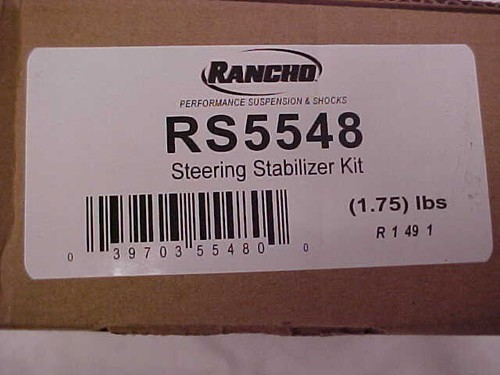 RANCHO
PERFORMANCE SUSPENSION & SHOCKS
RS5548
Steering Stabilizer Kit
(1.75) lbs
R 1 49 1
0 39703 55480 0